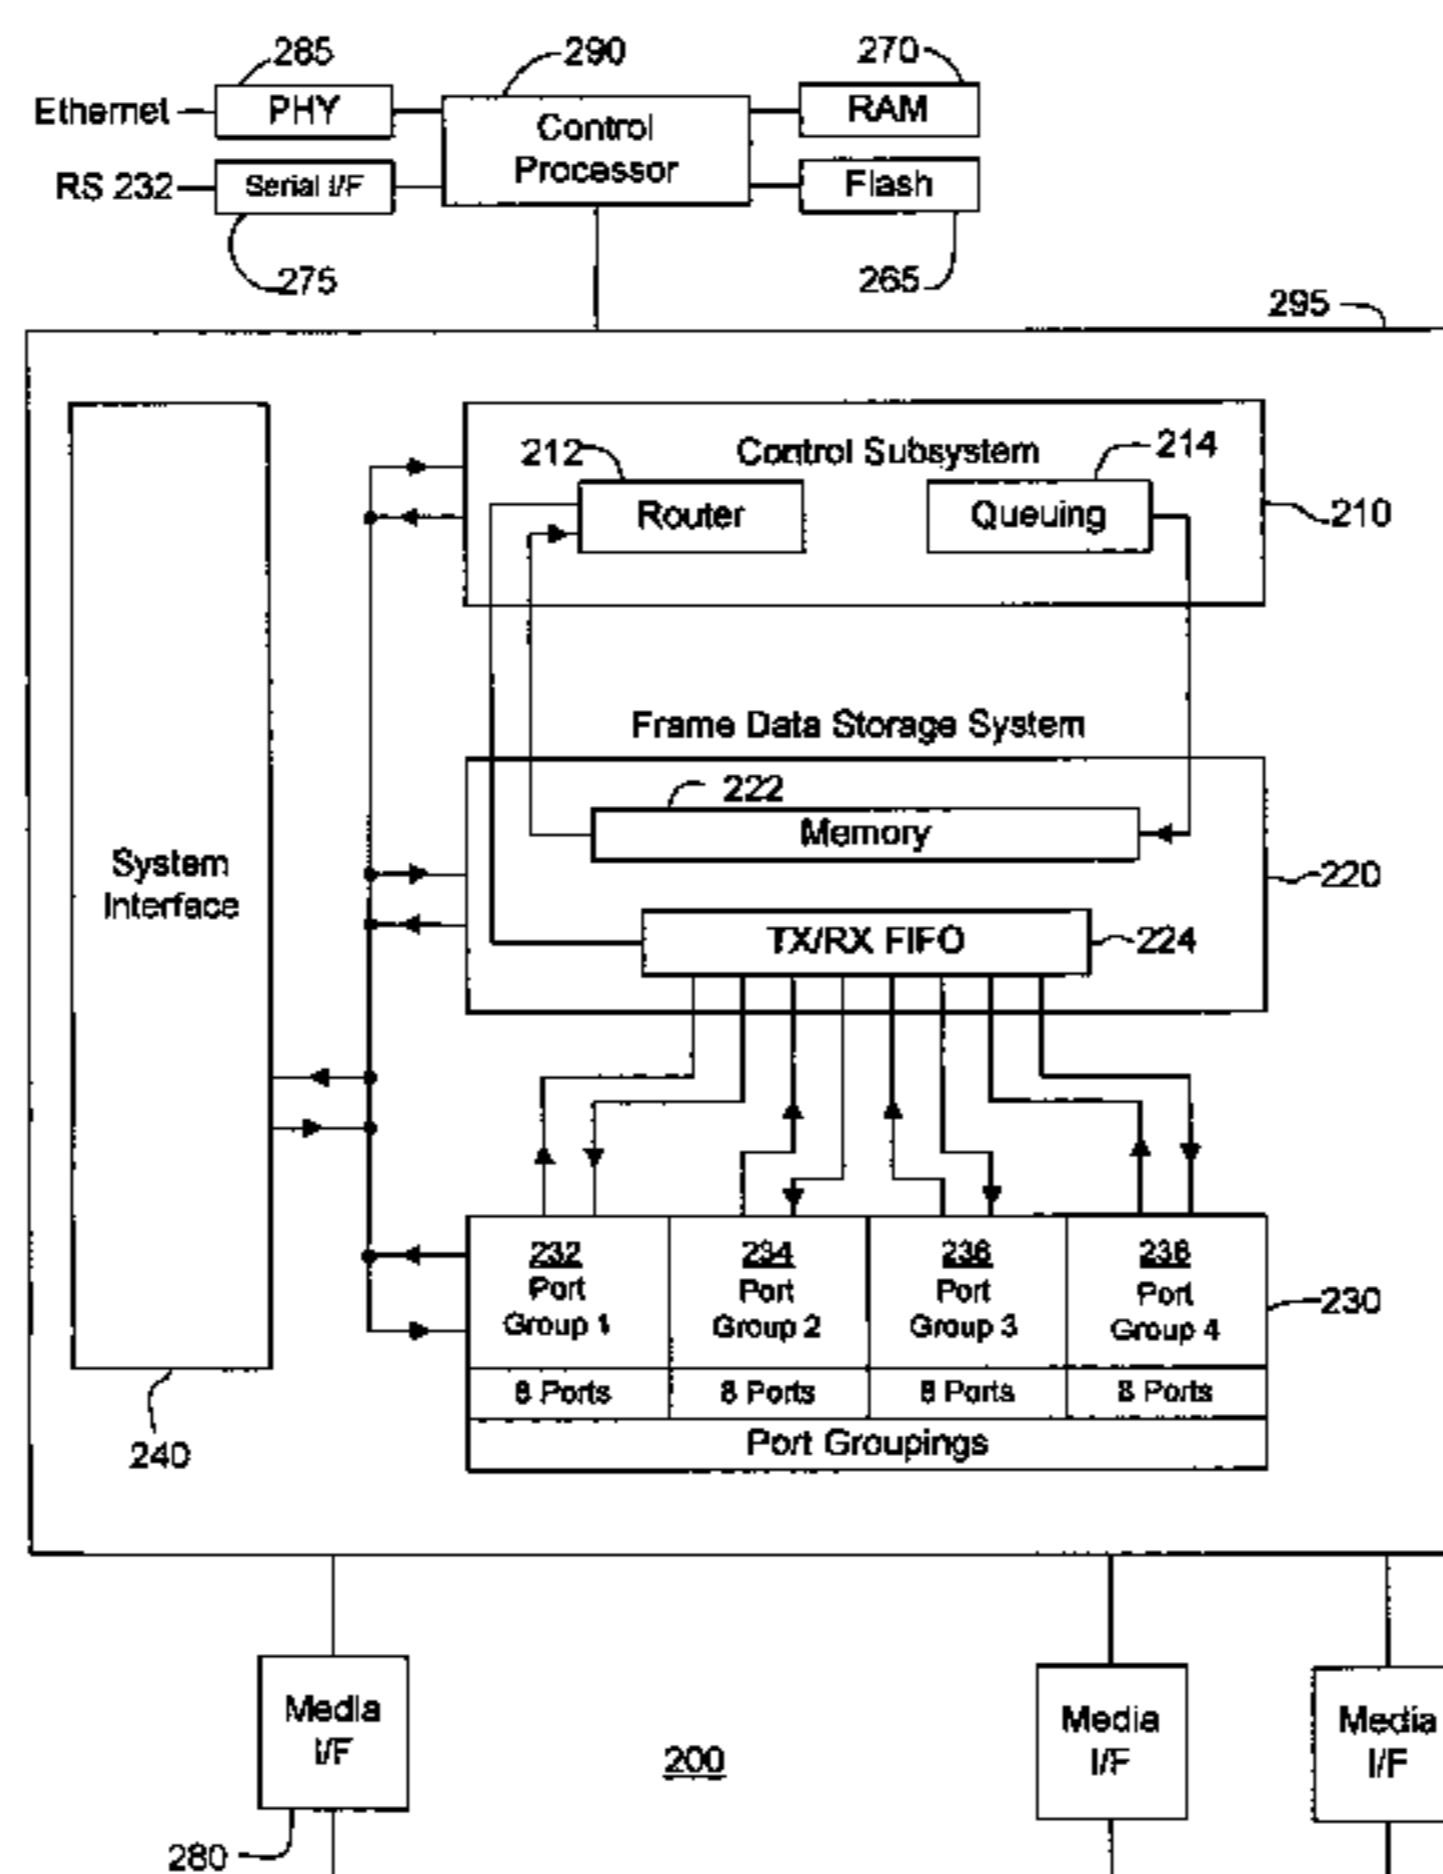 285
290
270
Ethernet
PHY
Control
Processor
RAM
RS 232
Serial I/F
Flash
275
265
295
Control Subsystem
212
214
Router
Queuing
210
Frame Data Storage System
222
Memory
System
Interface
220
TX/RX FIFO
224
232
Port
Group 1
234
Port
Group 2
236
Port
Group 3
238
Port
Group 4
230
8 Ports
8 Ports
8 Ports
8 Ports
Port Groupings
240
Media
I/F
Media
I/F
Media
I/F
200
280